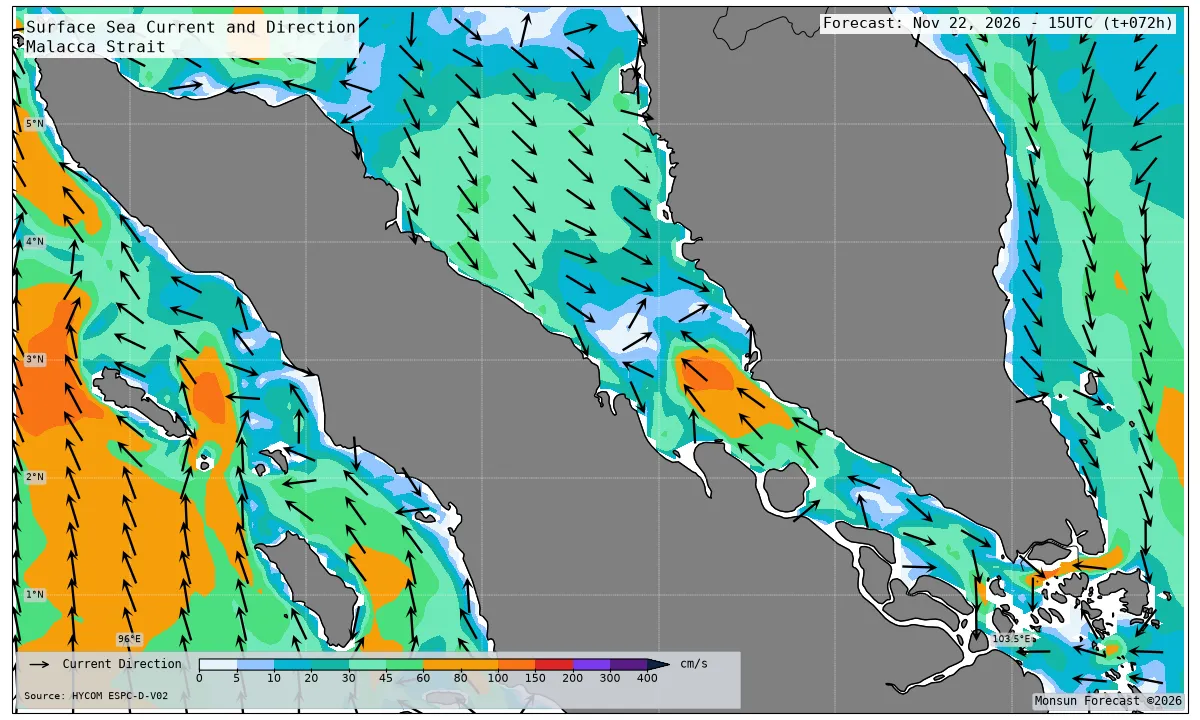 Surface Sea Current and Direction
Malacca Strait
Forecast: Nov 22, 2026 - 15UTC (t+072h)
5°N
4°N
3°N
2°N
1°N
96°E
103.5°E
Current Direction
0 5 10 20 30 45 60 80 100 150 200 300 400
cm/s
Source: HYCOM ESPC-D-V02
Monsun Forecast ©2026